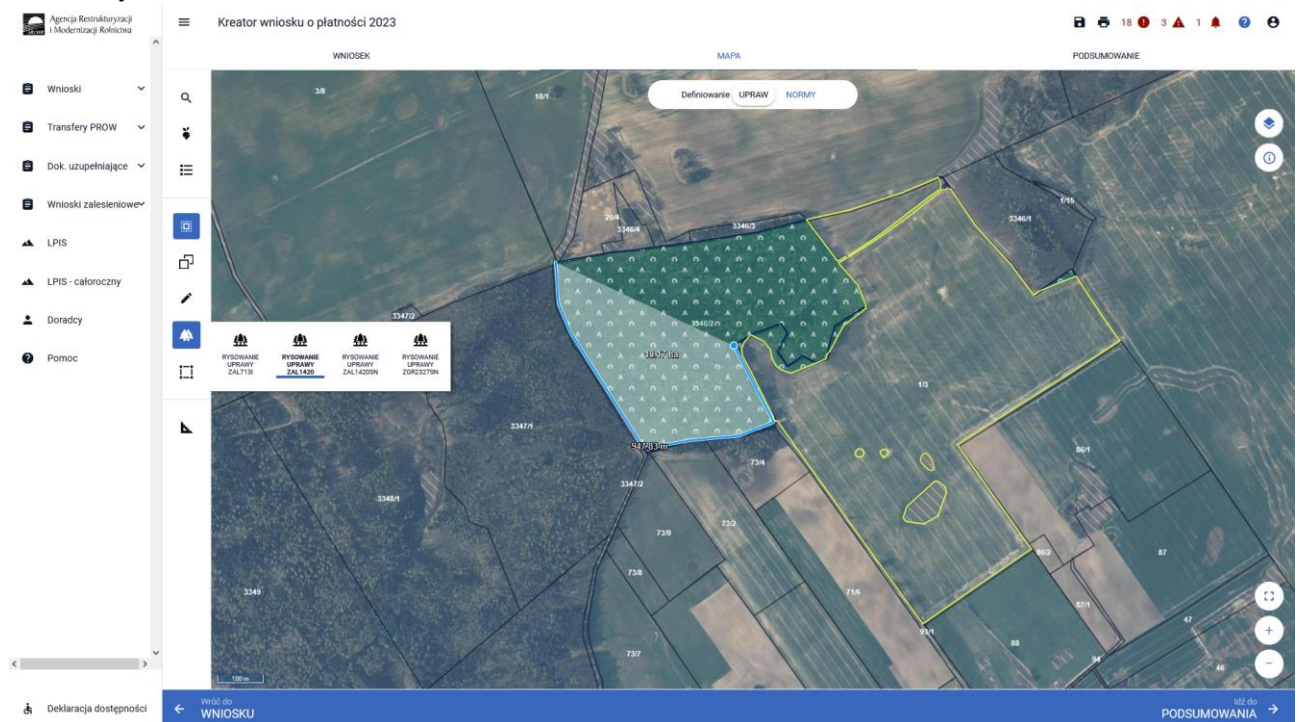 Agencja Restrukturyzacji
i Modernizacji Rolnictwa
Kreator wniosku o płatności 2023
18
3
1
WNIOSEK
MAPA
PODSUMOWANIE
Wnioski
Transfery PROW
Dok. uzupełniające
Wnioski zalesieniowe
LPIS
LPIS - całoroczny
Doradcy
Pomoc
Definiowanie UPRAW NORMY
3/8
18/1
1/15
20/4
3346/4
3346/3
3346/1
3347/2
3346/2
10.17 ha
RYSOWANIE
UPRAWY
ZAL713I
RYSOWANIE
UPRAWY
ZAL1420
RYSOWANIE
UPRAWY
ZAL1420SN
RYSOWANIE
UPRAWY
ZGR2327SN
1/3
3347/1
947.83 m
73/4
86/1
3347/2
3348/1
73/2
73/9
86/2
87
73/8
3349
71/6
87/1
47
93/1
88
73/7
94
46
100 m
Deklaracja dostępności
Wróć do
WNIOSKU
Idź do
PODSUMOWANIA